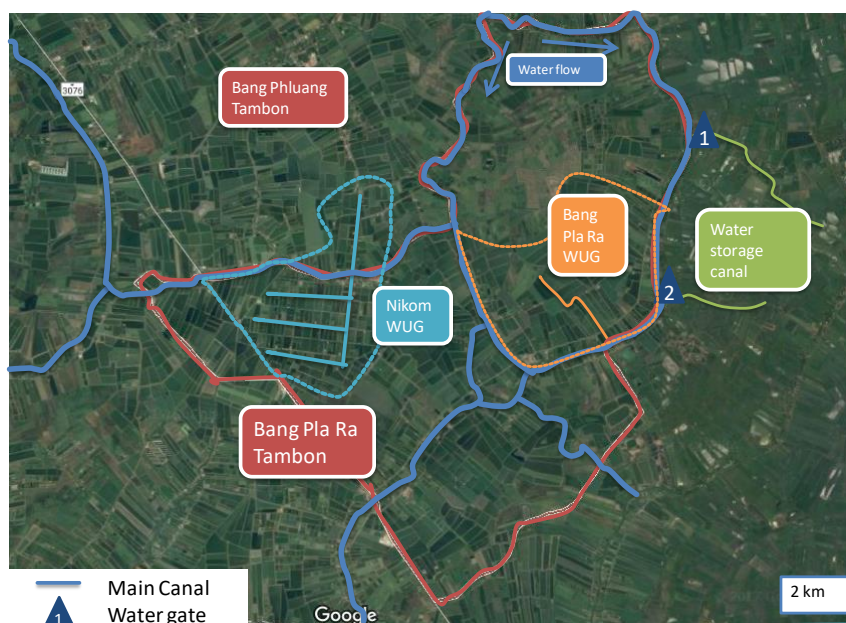 Water flow
3076
Bang Phluang
Tambon
1
Bang
Pla Ra
WUG
Water
storage
canal
2
Nikom
WUG
Bang Pla Ra
Tambon
Main Canal
1
Water gate
Google
2 km